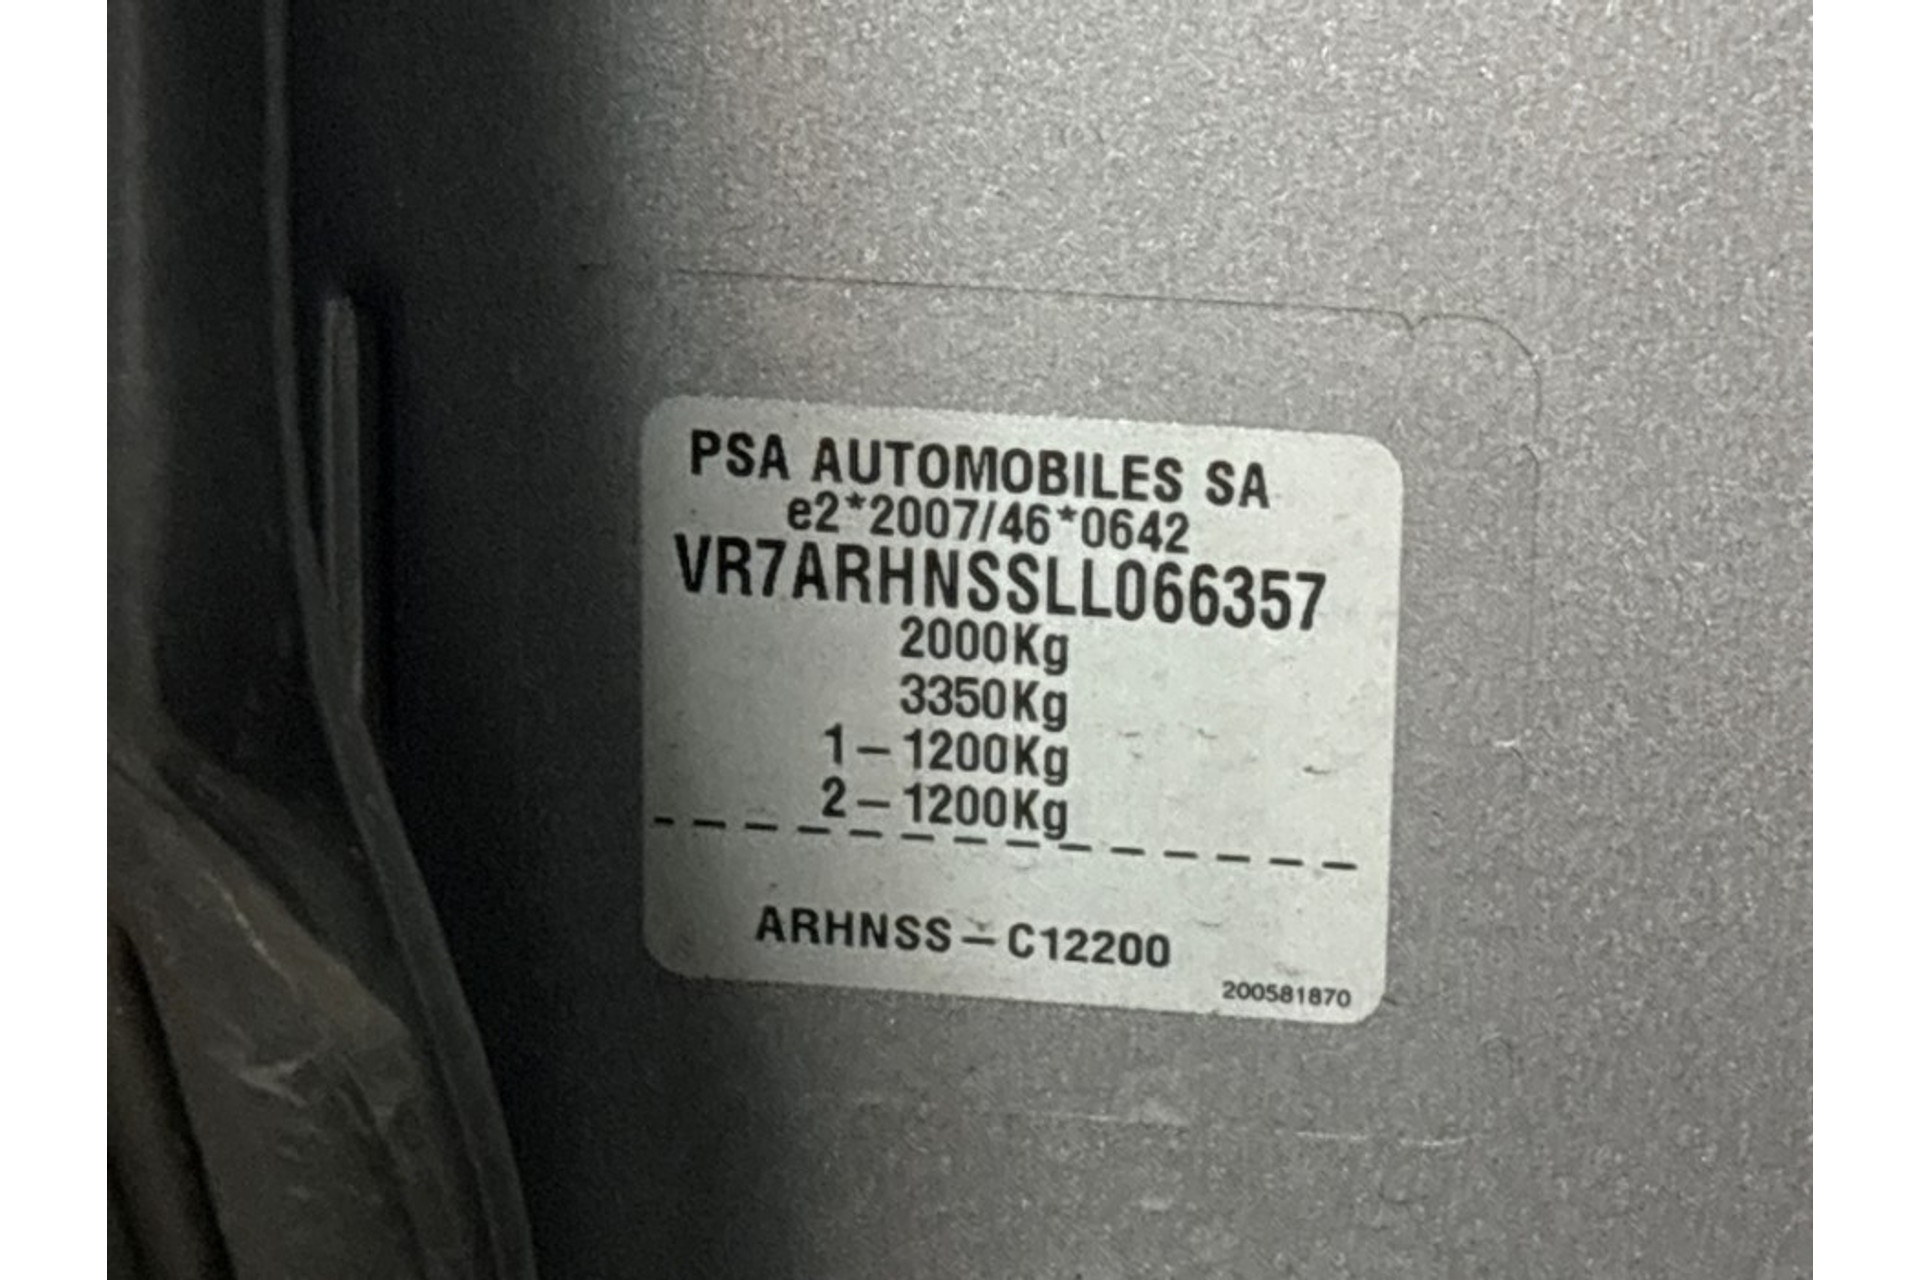 PSA AUTOMOBILES SA
e2*2007/46*0642
VR7ARHNSSLL066357
2000Kg
3350Kg
1-1200Kg
2-1200Kg
ARHNSS-C12200
200581870